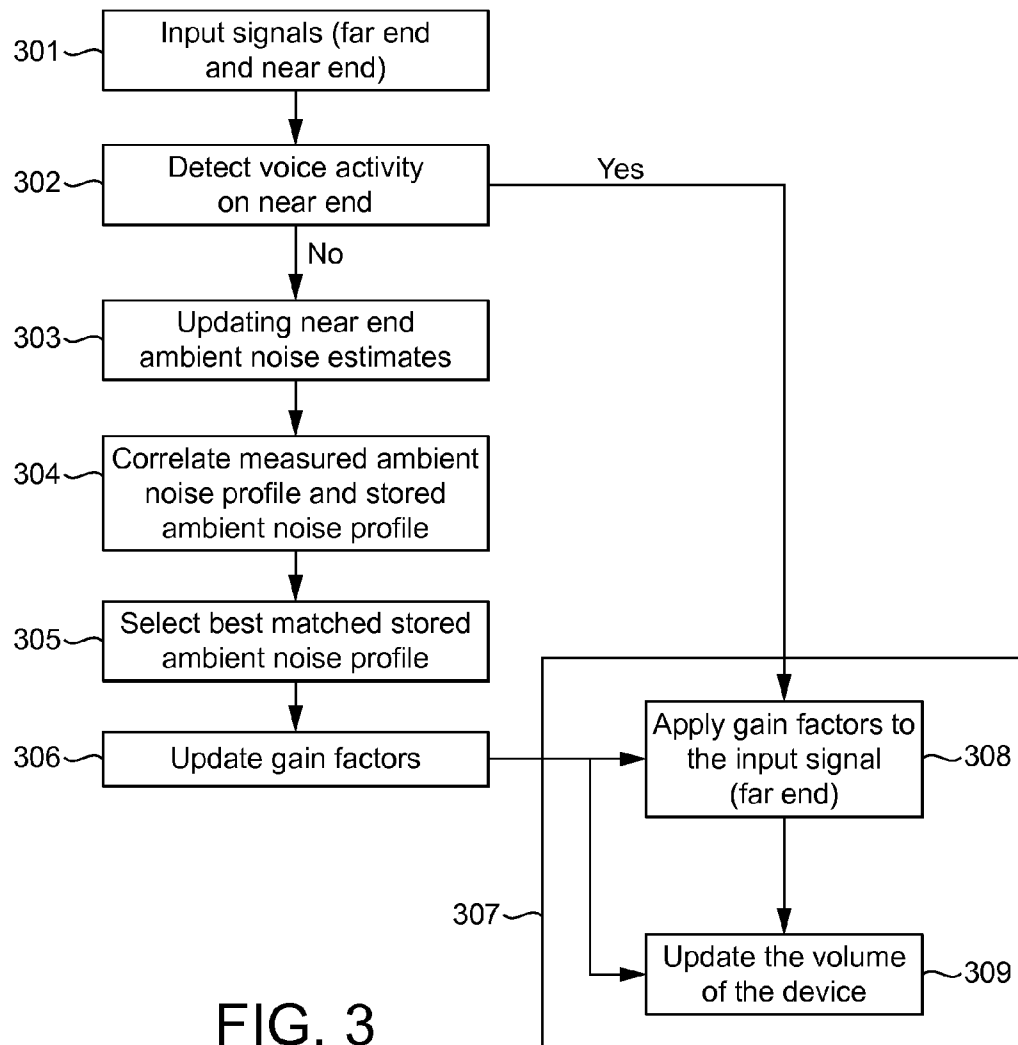 301
Input signals (far end
and near end)
302
Detect voice activity
on near end
Yes
No
303
Updating near end
ambient noise estimates
304
Correlate measured ambient
noise profile and stored
ambient noise profile
305
Select best matched stored
ambient noise profile
306
Update gain factors
Apply gain factors to
the input signal
(far end)
308
307
Update the volume
of the device
309
FIG. 3